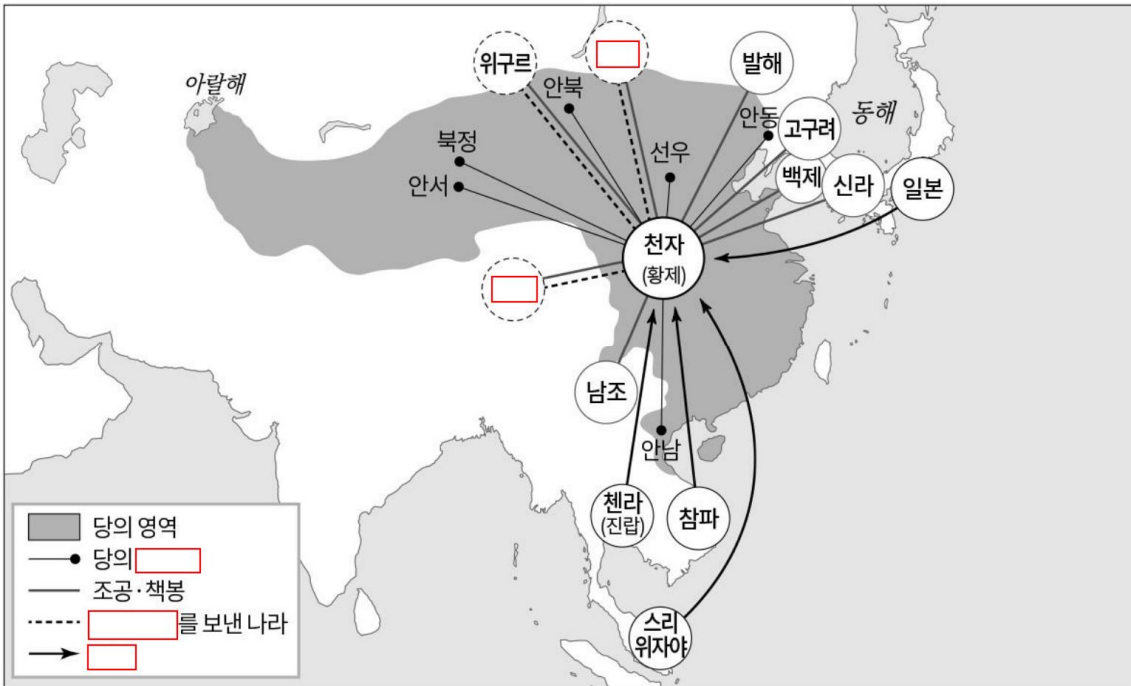 위구르
발해
아랄해
안북
안동
고구려
동해
북정
선우
안서
백제
신라
일본
천자
(황제)
남조
안남
첸라
(진랍)
참파
스리
위자야
당의 영역
당의
조공·책봉
를 보낸 나라